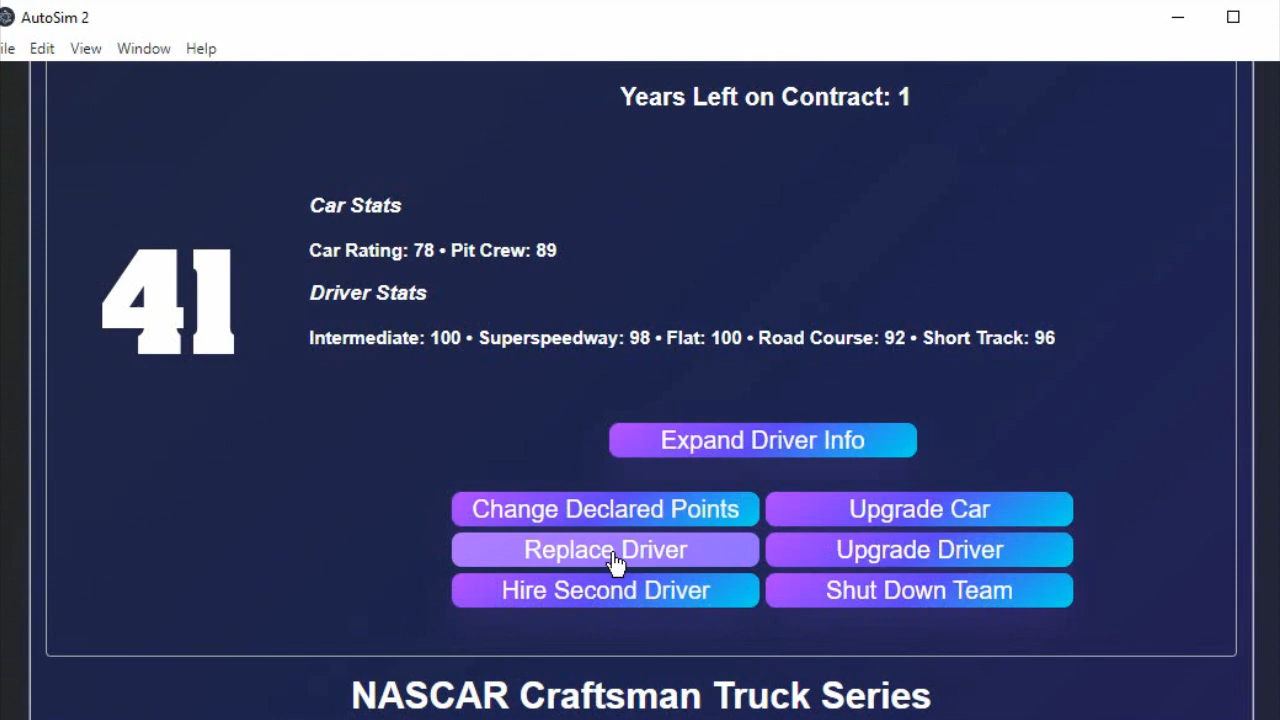 AutoSim 2
ile Edit View Window Help
Years Left on Contract: 1
Car Stats
Car Rating: 78 • Pit Crew: 89
41
Driver Stats
Intermediate: 100 • Superspeedway: 98 • Flat: 100 • Road Course: 92 • Short Track: 96
Expand Driver Info
Change Declared Points Upgrade Car
Replace Driver Upgrade Driver
Hire Second Driver Shut Down Team
NASCAR Craftsman Truck Series